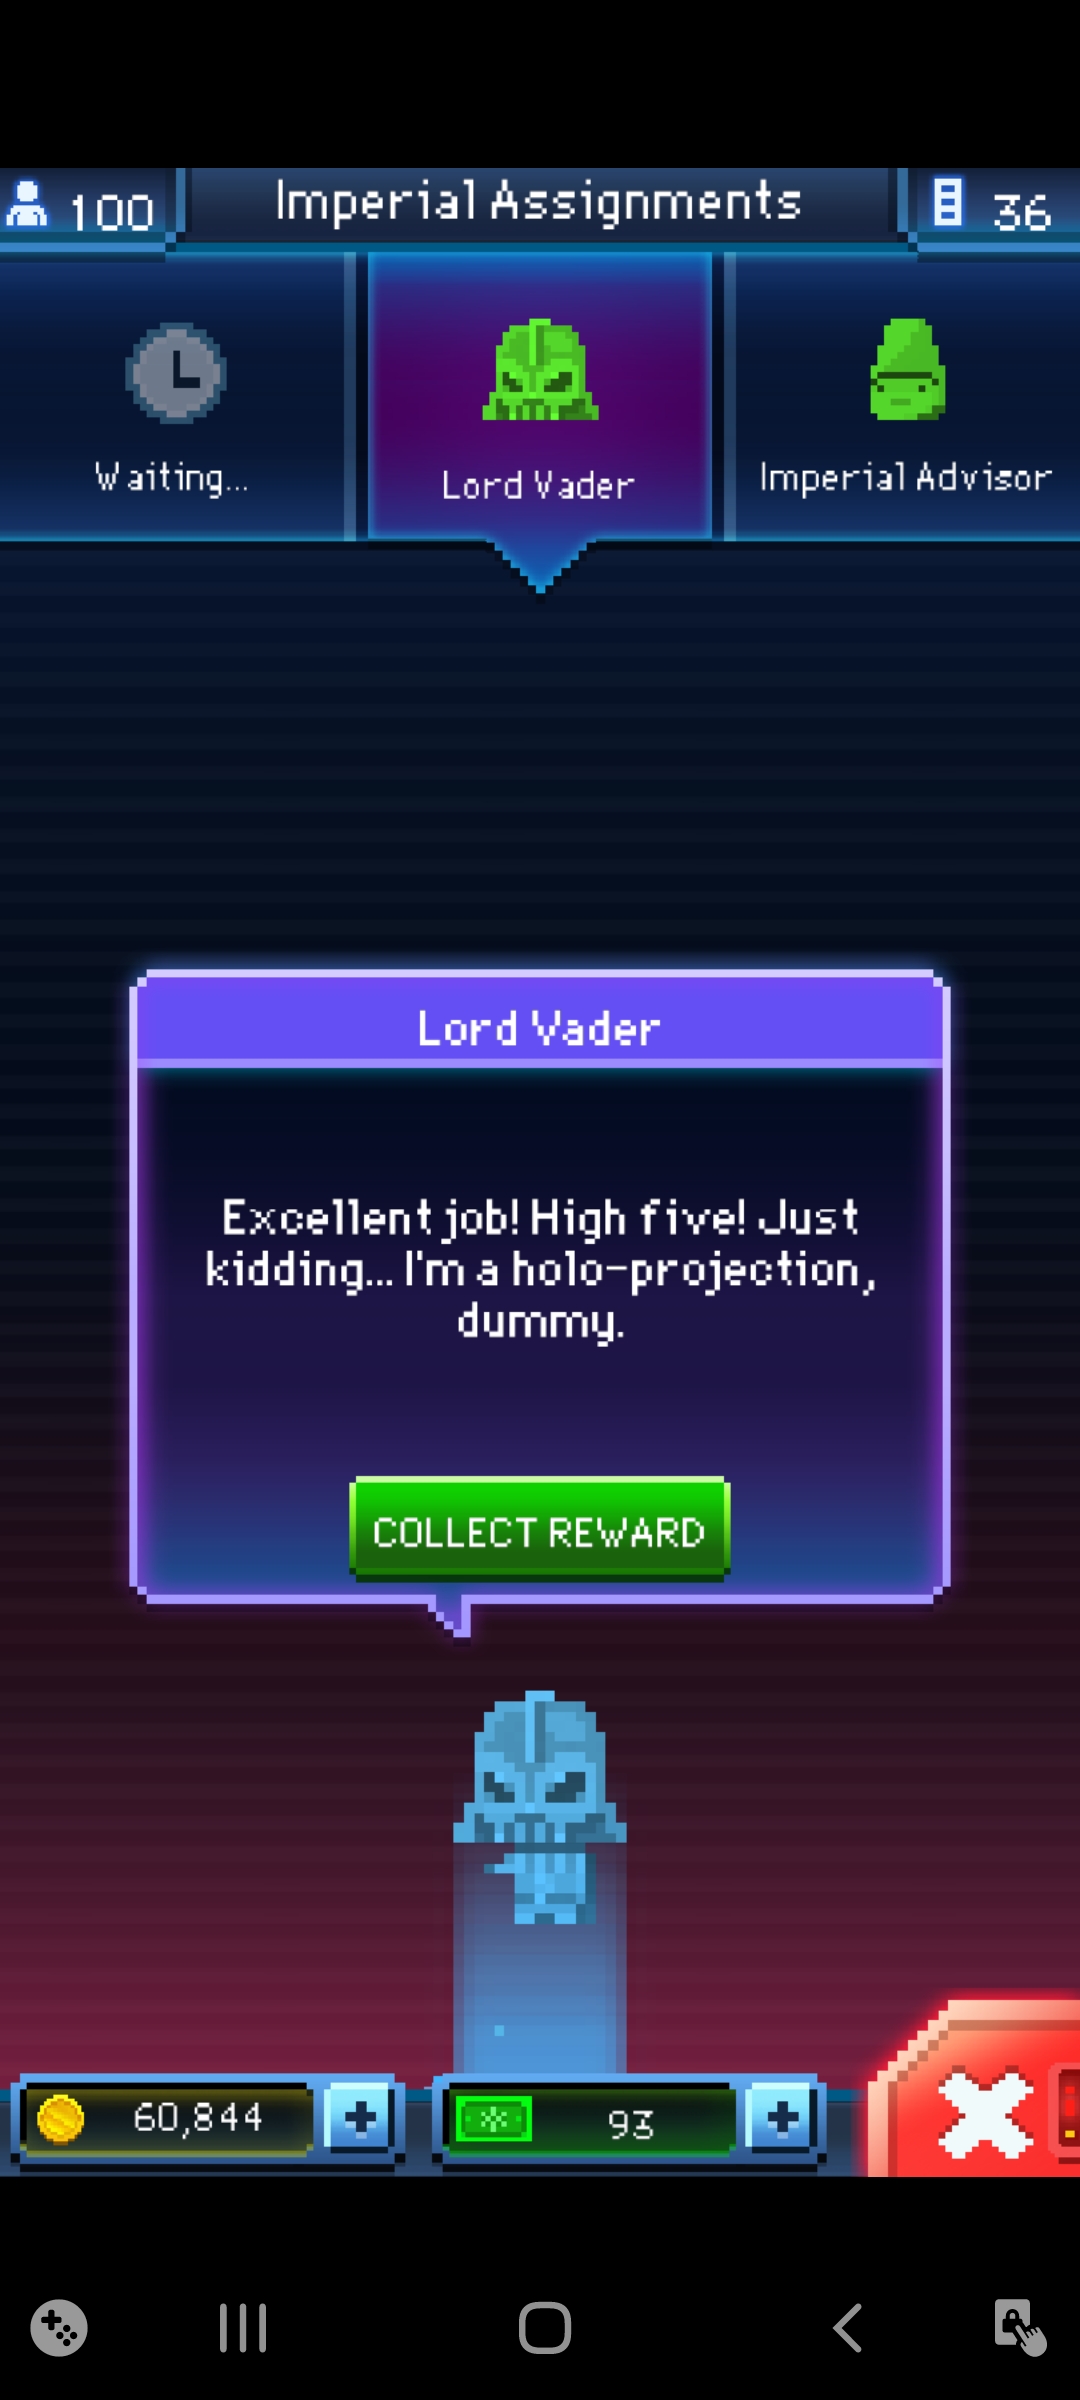 100
Imperial Assignments
36
Waiting...
Lord Vader
Imperial Advisor
Lord Vader
Excellent job! High five! Just
kidding... I'm a holo-projection,
dummy.
COLLECT REWARD
60,844
93